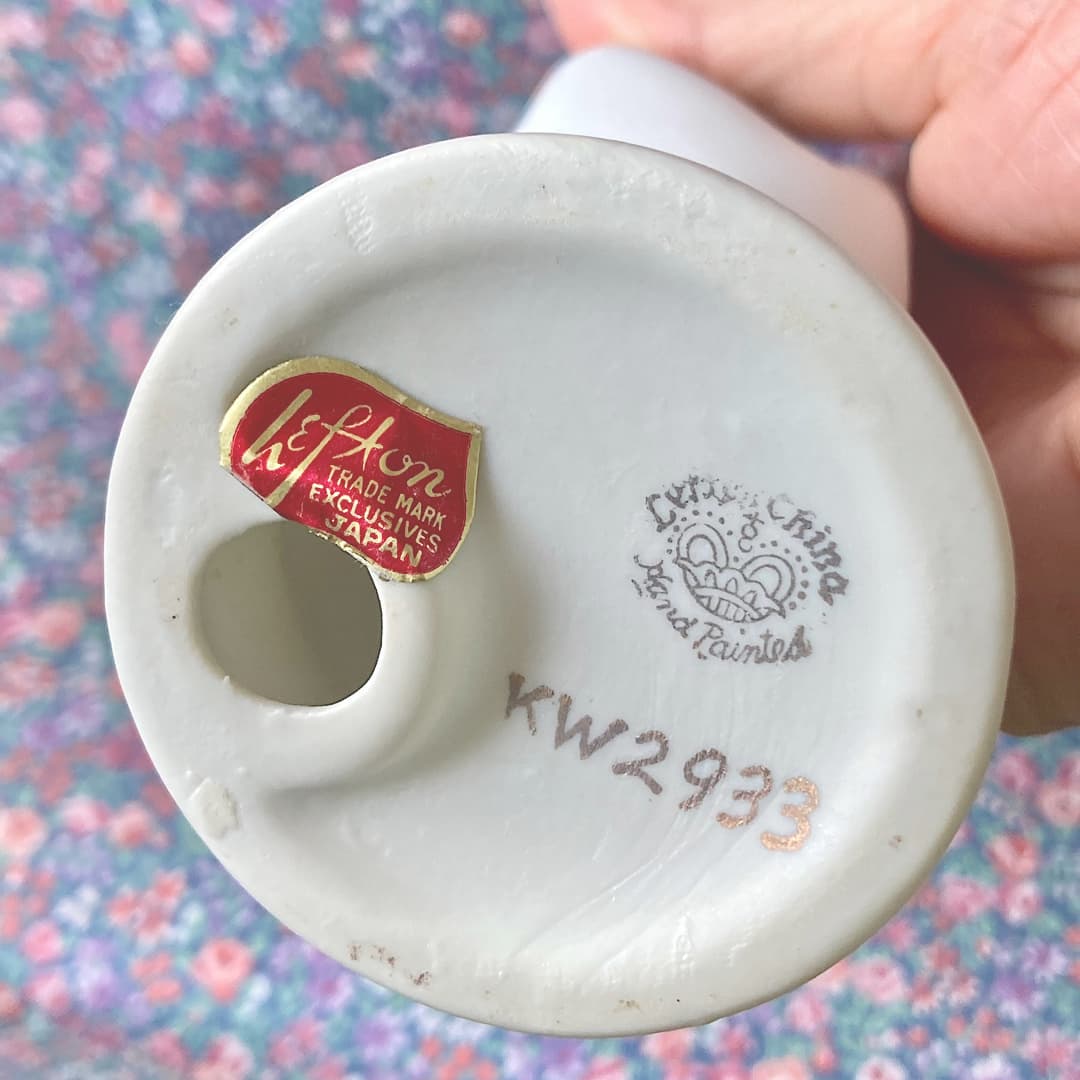 Lefton
TRADE MARK
EXCLUSIVES
JAPAN
China
Hand Painted
KW2933